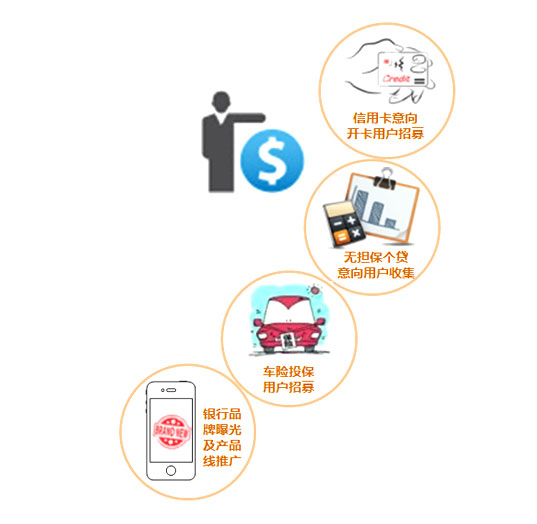 Credit
信用卡意向
开卡用户招募
无担保个贷
意向用户收集
保险
车险投保
用户招募
BRAND NEW
银行品
牌曝光
及产品
线推广